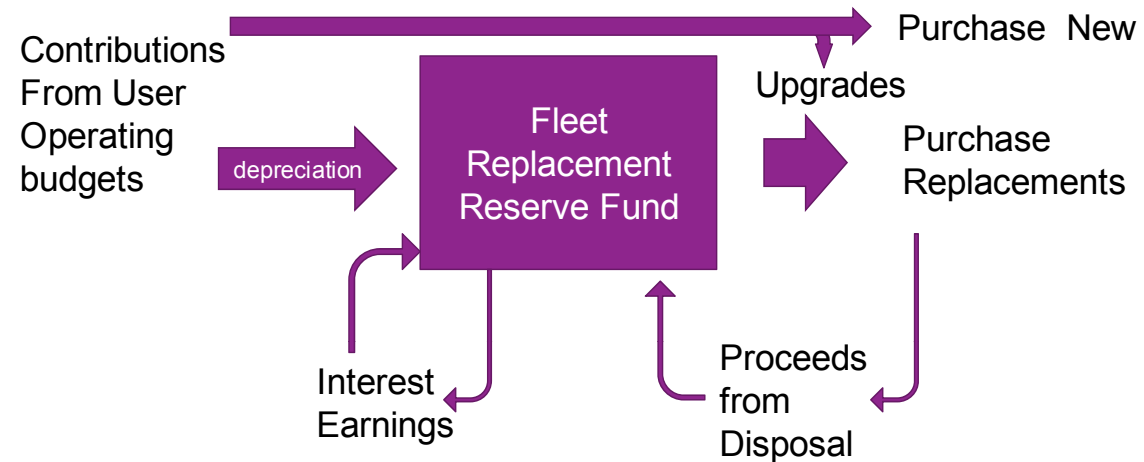 Contributions
From User
Operating
budgets
depreciation
Fleet
Replacement
Reserve Fund
Purchase New
Upgrades
Purchase
Replacements
Interest
Earnings
Proceeds
from
Disposal